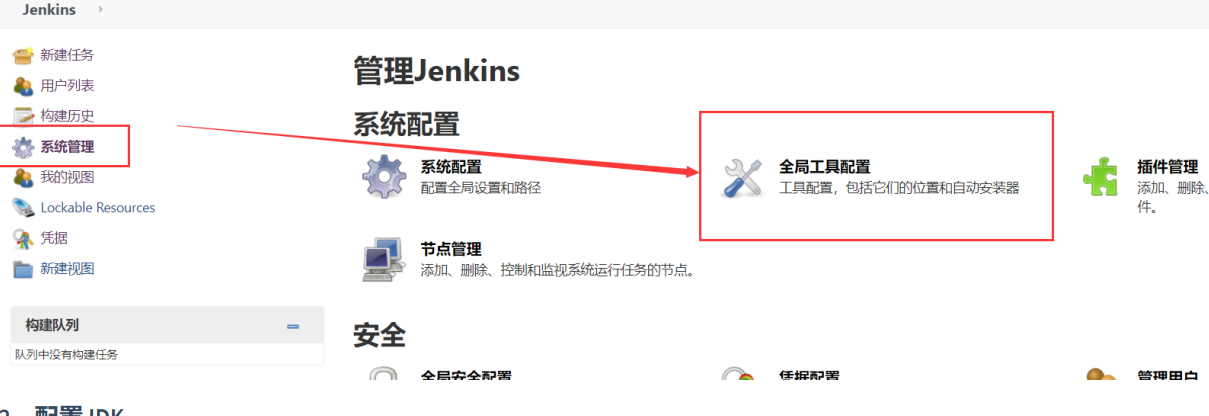 Jenkins
新建任务
用户列表
构建历史
系统管理
我的视图
Lockable Resources
凭据
新建视图
构建队列
队列中没有构建任务
管理Jenkins
系统配置
系统配置
配置全局设置和路径
全局工具配置
工具配置，包括它们的位置和自动安装器
插件管理
添加、删除、
件。
节点管理
添加、删除、控制和监视系统运行任务的节点。
安全
全局安全配置
凭据配置
管理用户
配置 JDK